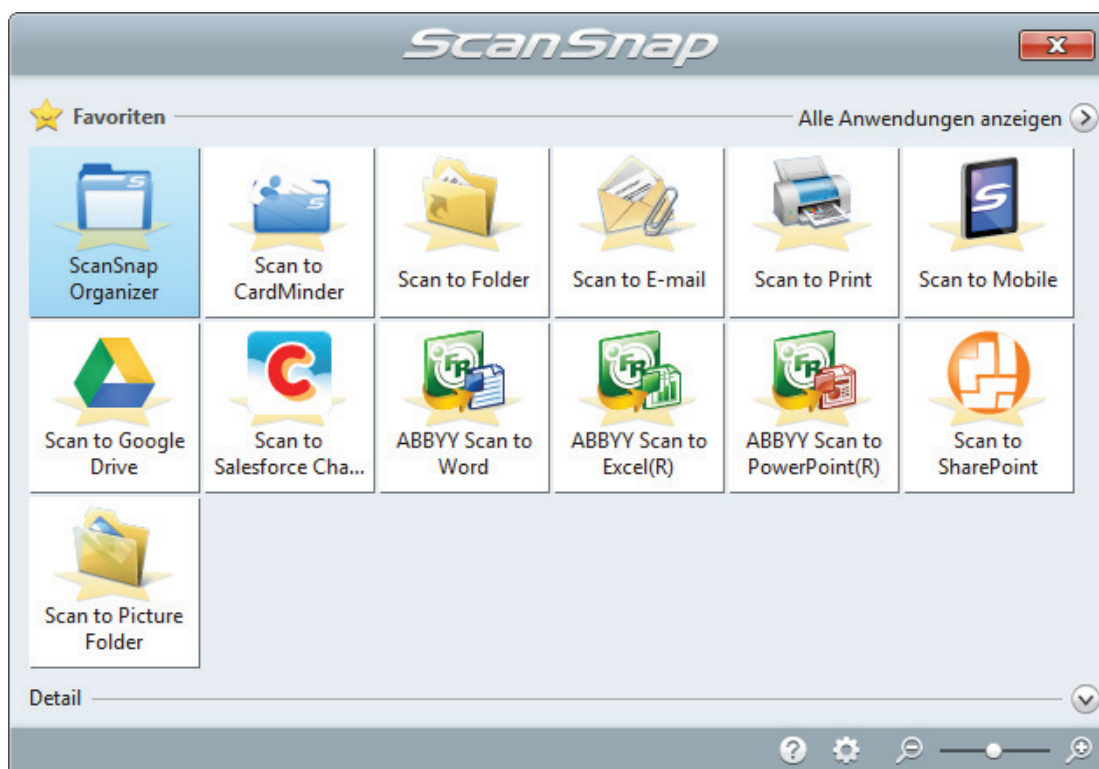 ScanSnap
Favoriten
Alle Anwendungen anzeigen
ScanSnap
Organizer
Scan to
CardMinder
Scan to Folder
Scan to E-mail
Scan to Print
Scan to Mobile
Scan to Google
Drive
Scan to
Salesforce Cha...
ABBYY Scan to
Word
ABBYY Scan to
Excel(R)
ABBYY Scan to
PowerPoint(R)
Scan to
SharePoint
Scan to Picture
Folder
Detail